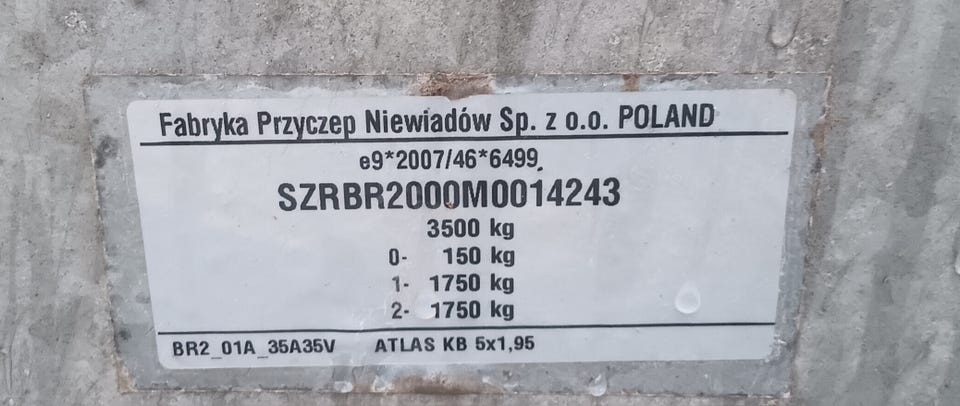 Fabryka Przyczep Niewiadów Sp. z o.o. POLAND
e9*2007/46*6499
SZRBR2000M0014243
3500 kg
0- 150 kg
1- 1750 kg
2- 1750 kg
BR2_01A_35A35V ATLAS KB 5x1,95